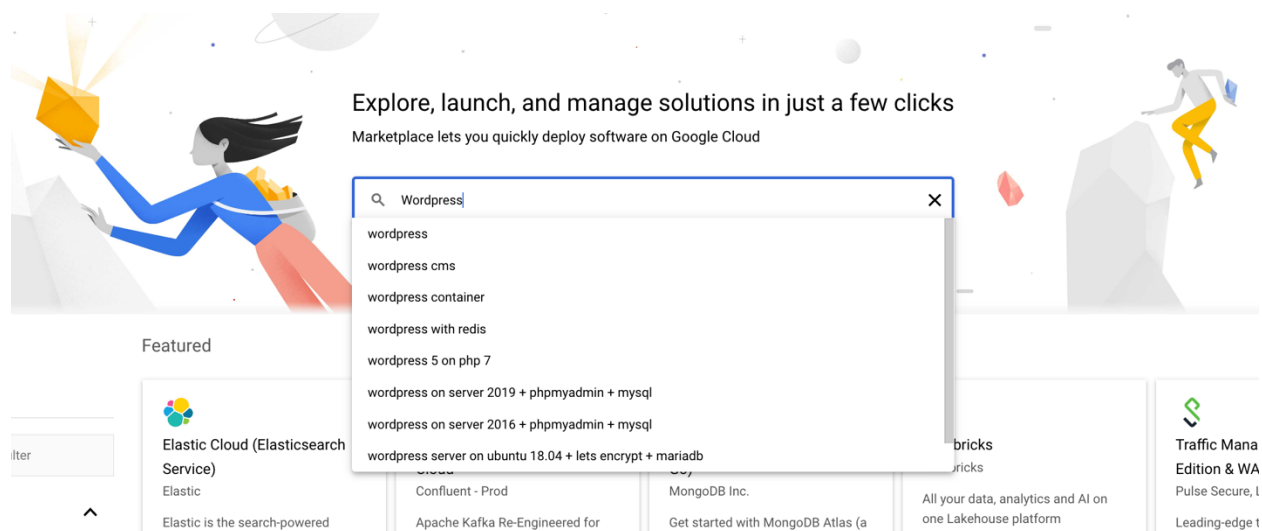 Explore, launch, and manage solutions in just a few clicks
Marketplace lets you quickly deploy software on Google Cloud
Wordpress
wordpress
wordpress cms
wordpress container
wordpress with redis
wordpress 5 on php 7
wordpress on server 2019 + phpmyadmin + mysql
wordpress on server 2016 + phpmyadmin + mysql
wordpress server on ubuntu 18.04 + lets encrypt + mariadb
Featured
Elastic Cloud (Elasticsearch
Service)
Elastic
Elastic is the search-powered
Confluent - Prod
Apache Kafka Re-Engineered for
MongoDB Inc.
Get started with MongoDB Atlas (a
bricks
ricks
All your data, analytics and AI on
one Lakehouse platform
Traffic Mana
Edition & WA
Pulse Secure, L
Leading-edge t